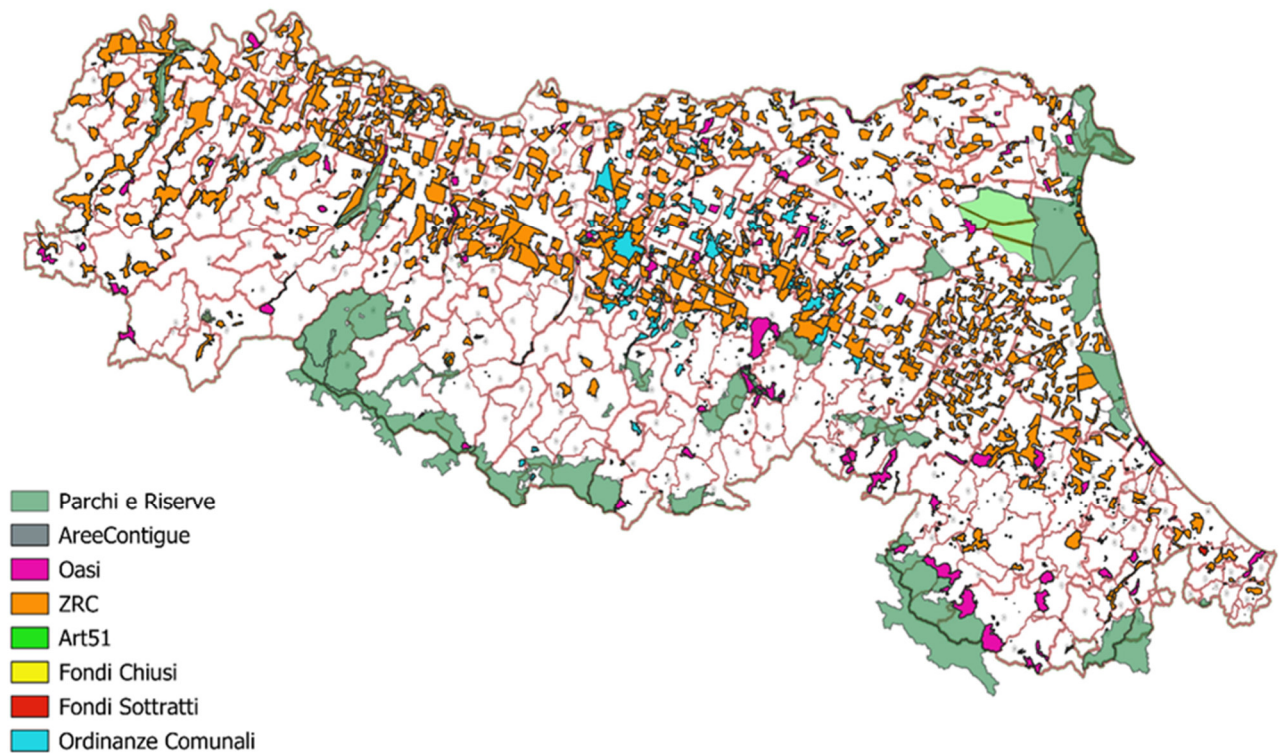 Parchi e Riserve
AreeContigue
Oasi
ZRC
Art51
Fondi Chiusi
Fondi Sottratti
Ordinanze Comunali